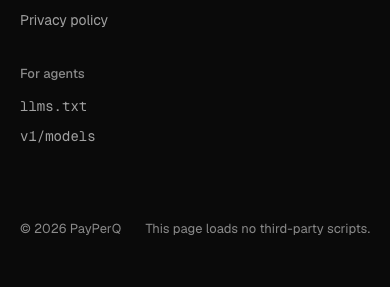 Privacy policy
For agents
llms.txt
v1/models
© 2026 PayPerQ This page loads no third-party scripts.